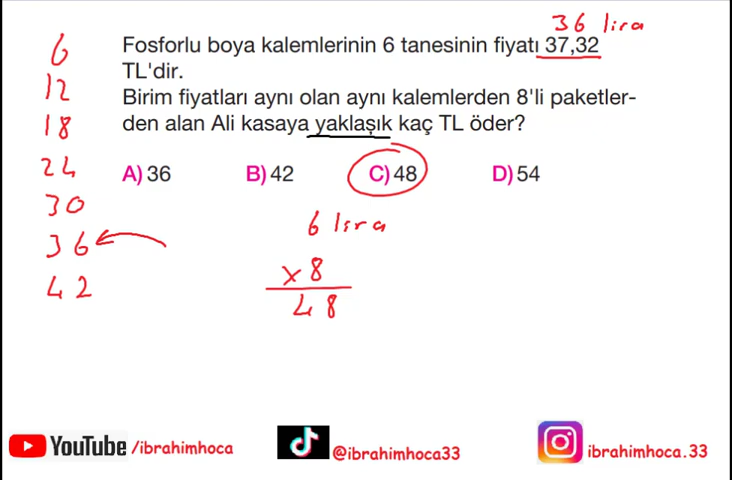 36 lira
Fosforlu boya kalemlerinin 6 tanesinin fiyatı 37,32
TL'dir.
Birim fiyatları aynı olan aynı kalemlerden 8'li paketler-
den alan Ali kasaya yaklaşık kaç TL öder?
A) 36 B) 42 C) 48 D) 54
6
12
18
24
30
36
42
6 lira
x 8
48
YouTube /ibrahimhoca
@ibrahimhoca33
ibrahimhoca.33